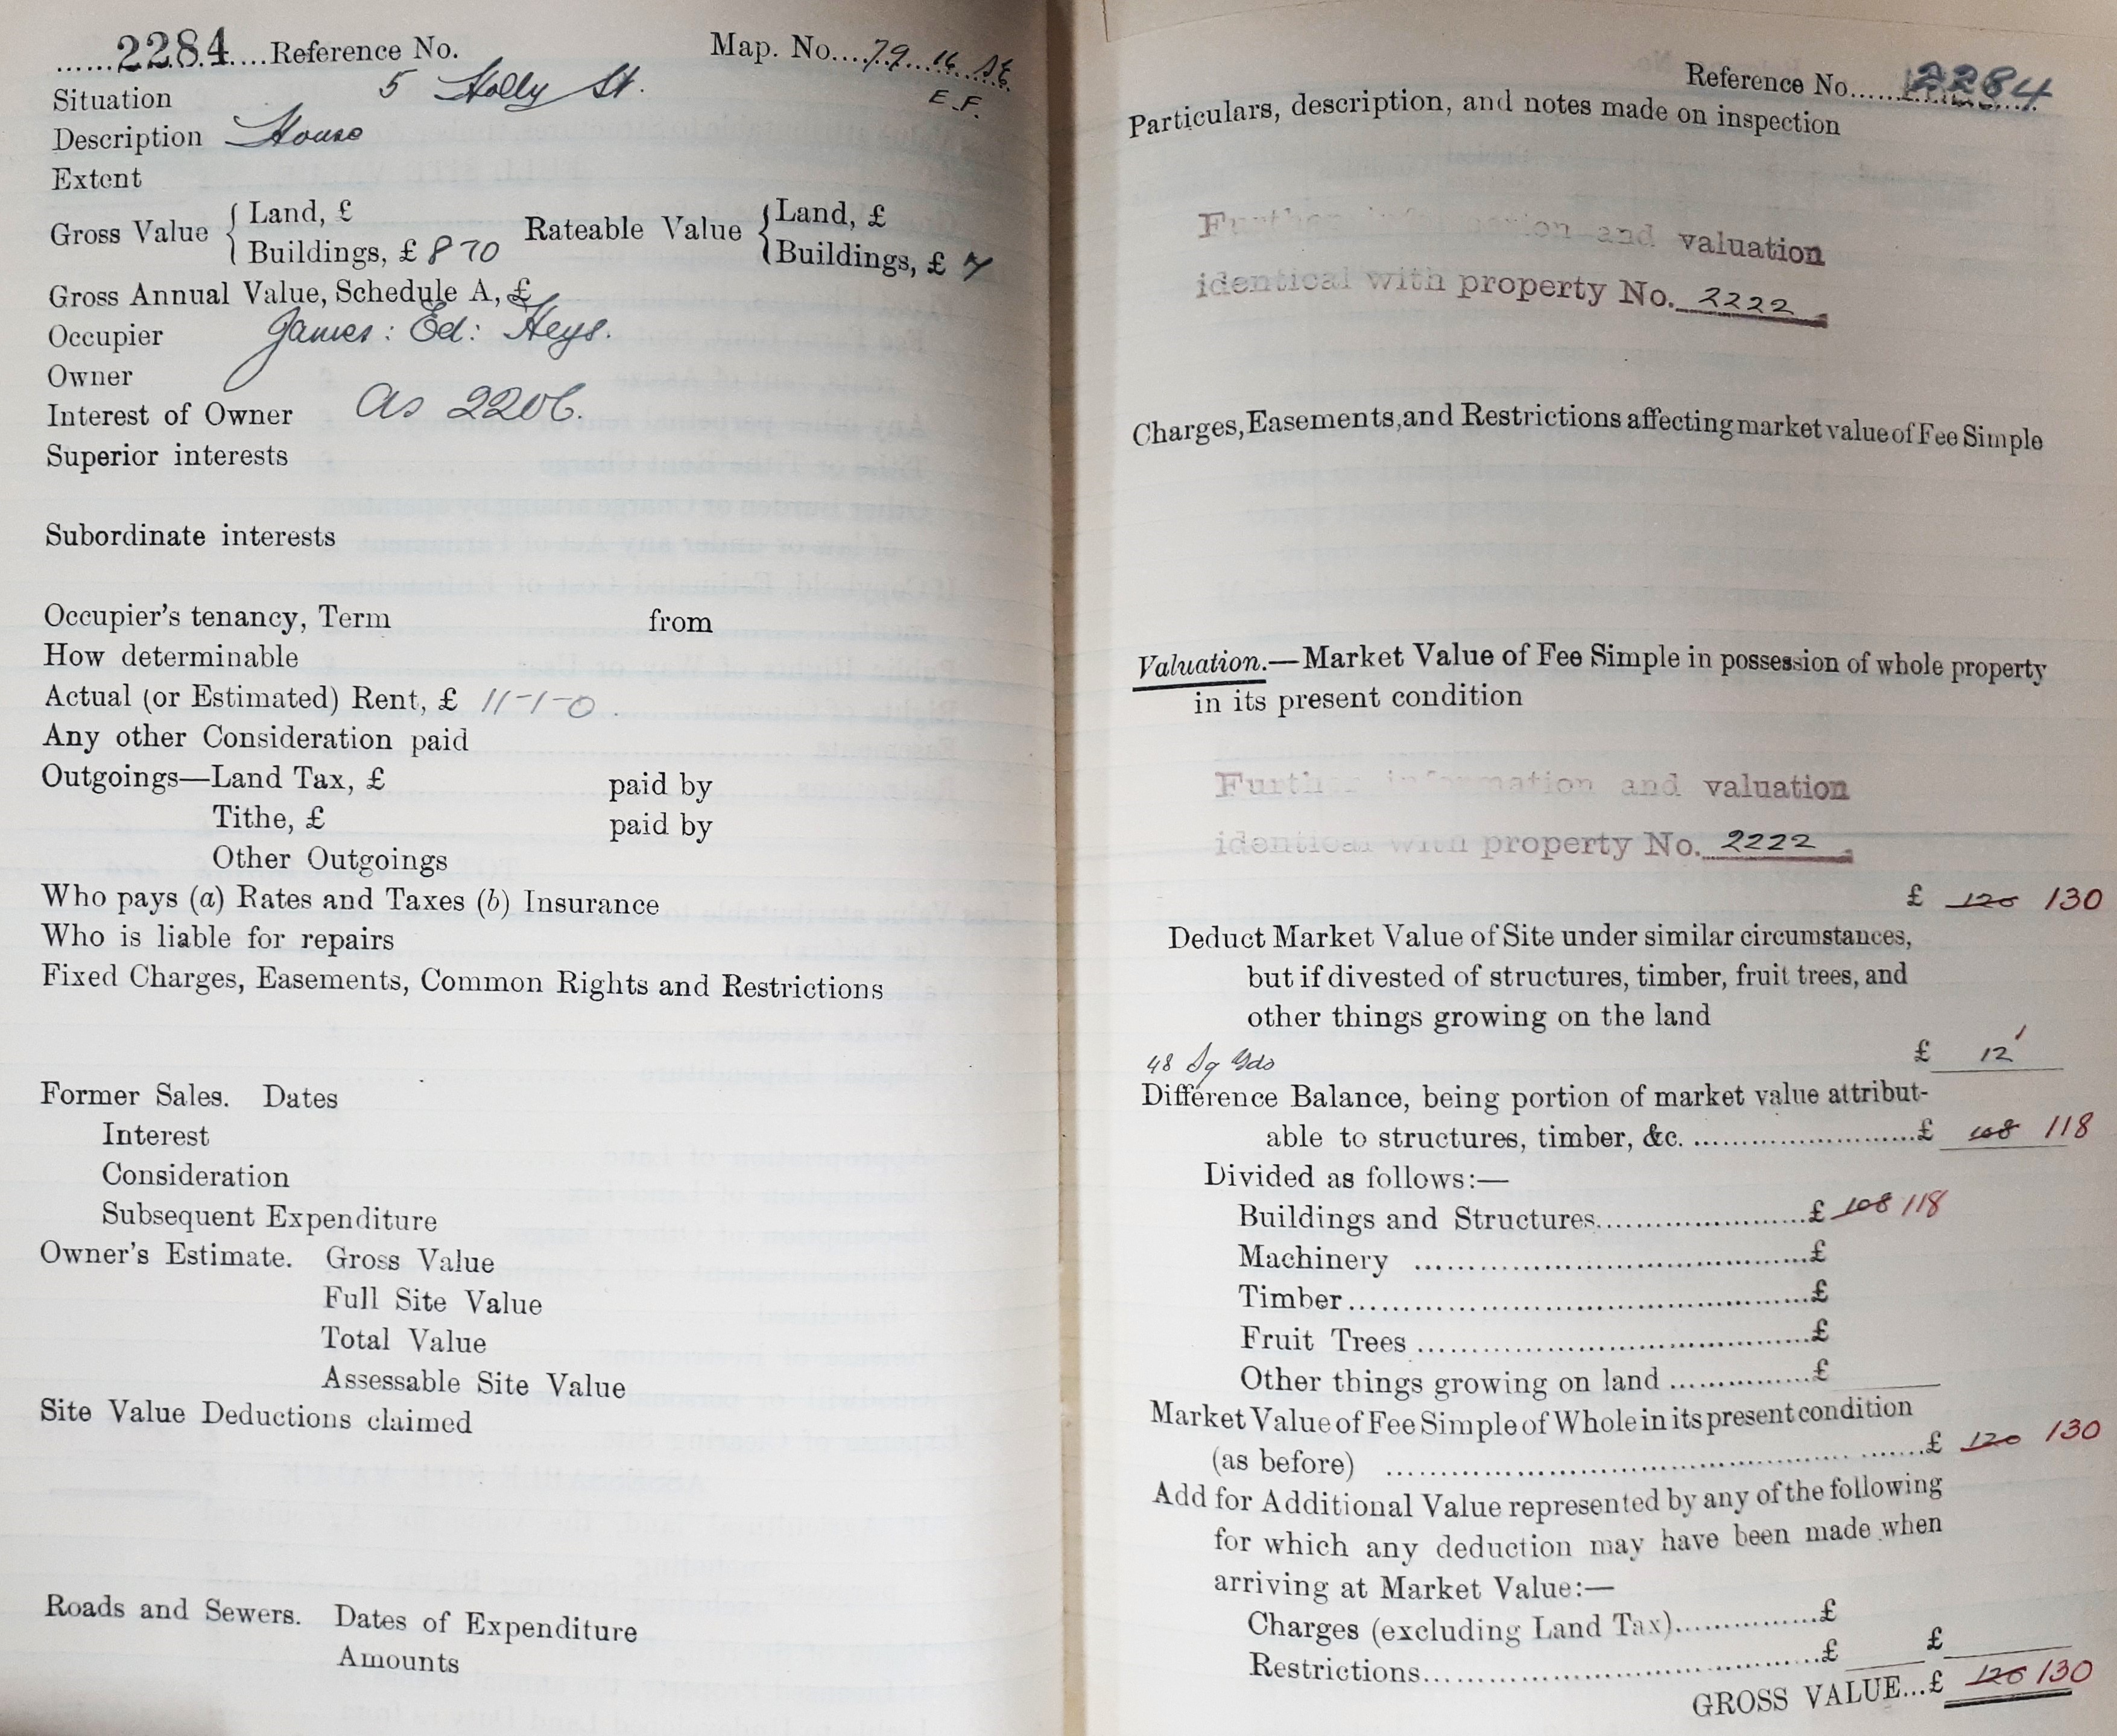 ......2284....Reference No. Map. No....79...16 SE
E.F.
Situation 5 Holly St.
Description House
Extent
Gross Value { Land, £
Buildings, £ 8 70
Rateable Value { Land, £
Buildings, £ 7
Gross Annual Value, Schedule A, £
Occupier James: Ed: Heys.
Owner
Interest of Owner As 2206.
Superior interests
Subordinate interests
Occupier's tenancy, Term from
How determinable
Actual (or Estimated) Rent, £ 11-1-0.
Any other Consideration paid
Outgoings—Land Tax, £ paid by
Tithe, £ paid by
Other Outgoings
Who pays (a) Rates and Taxes (b) Insurance
Who is liable for repairs
Fixed Charges, Easements, Common Rights and Restrictions
Former Sales. Dates
Interest
Consideration
Subsequent Expenditure
Owner's Estimate. Gross Value
Full Site Value
Total Value
Assessable Site Value
Site Value Deductions claimed
Roads and Sewers. Dates of Expenditure
Amounts
Reference No......2284
Particulars, description, and notes made on inspection
Further information and valuation
identical with property No. 2222
Charges, Easements, and Restrictions affecting market value of Fee Simple
Valuation.—Market Value of Fee Simple in possession of whole property
in its present condition
Further information and valuation
identical with property No. 2222
£ 120 130
Deduct Market Value of Site under similar circumstances,
but if divested of structures, timber, fruit trees, and
other things growing on the land
48 Sq Yds £ 12
Difference Balance, being portion of market value attribut-
able to structures, timber, &c. ........................£ 108 118
Divided as follows:—
Buildings and Structures........................£ 108 118
Machinery ........................£
Timber........................£
Fruit Trees ........................£
Other things growing on land ...............£
Market Value of Fee Simple of Whole in its present condition
(as before) ........................£ 120 130
Add for Additional Value represented by any of the following
for which any deduction may have been made when
arriving at Market Value:—
Charges (excluding Land Tax)...............£
Restrictions........................£ £
GROSS VALUE...£ 120 130